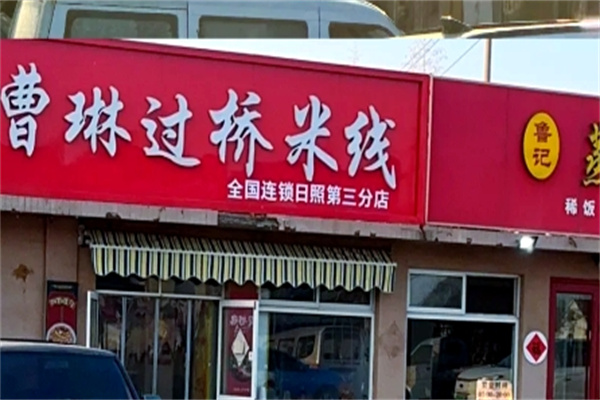 曹琳过桥米线
全国连锁日照第三分店
鲁记
蒸
稀饭